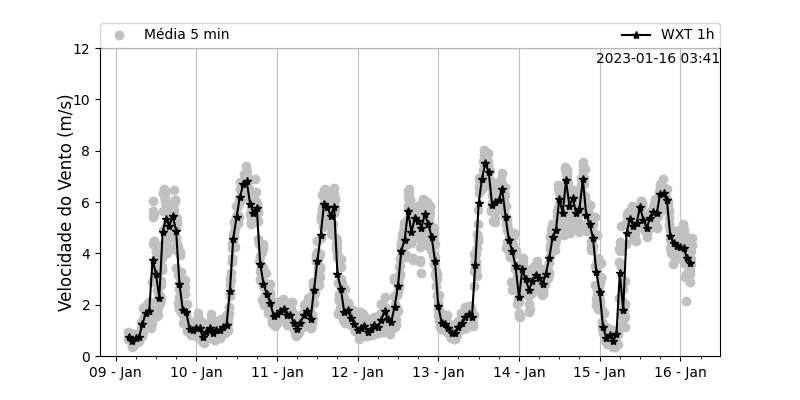 Média 5 min
WXT 1h
2023-01-16 03:41
Velocidade do Vento (m/s)
12
10
8
6
4
2
0
09 - Jan 10 - Jan 11 - Jan 12 - Jan 13 - Jan 14 - Jan 15 - Jan 16 - Jan